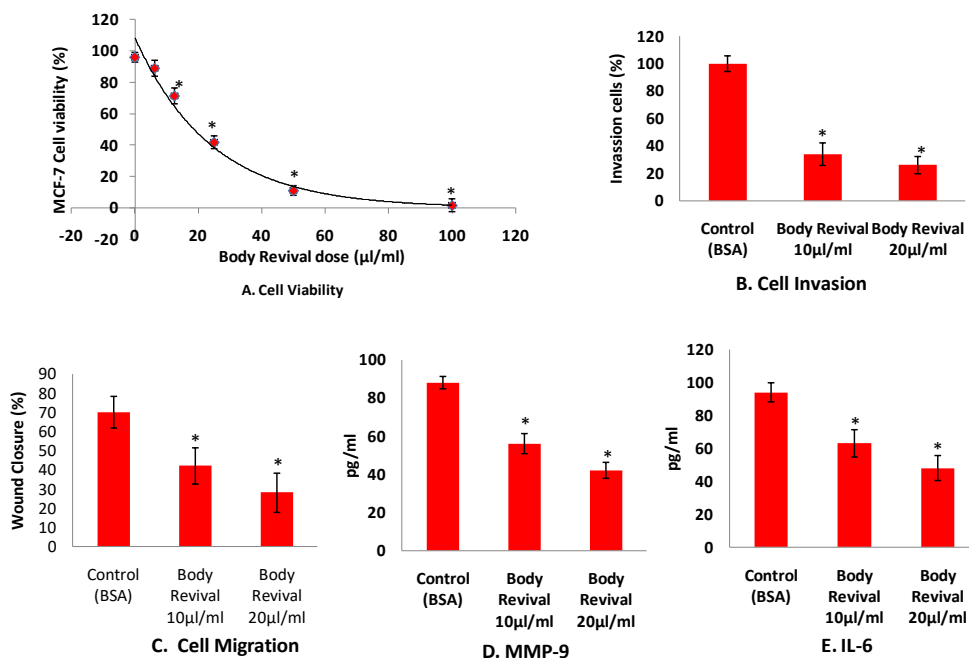 120
100
80
60
40
20
0
-20
MCF-7 Cell viability (%)
*
*
*
*
-20 0 20 40 60 80 100 120
Body Revival dose (μl/ml)
A. Cell Viability
120
100
80
60
40
20
0
Invassion cells (%)
*
*
Control (BSA)
Body Revival 10μl/ml
Body Revival 20μl/ml
B. Cell Invasion
90
80
70
60
50
40
30
20
10
0
Wound Closure (%)
*
*
Control (BSA)
Body Revival 10μl/ml
Body Revival 20μl/ml
C. Cell Migration
100
80
60
40
20
0
pg/ml
*
*
Control (BSA)
Body Revival 10μl/ml
Body Revival 20μl/ml
D. MMP-9
120
100
80
60
40
20
0
pg/ml
*
*
Control (BSA)
Body Revival 10μl/ml
Body Revival 20μl/ml
E. IL-6